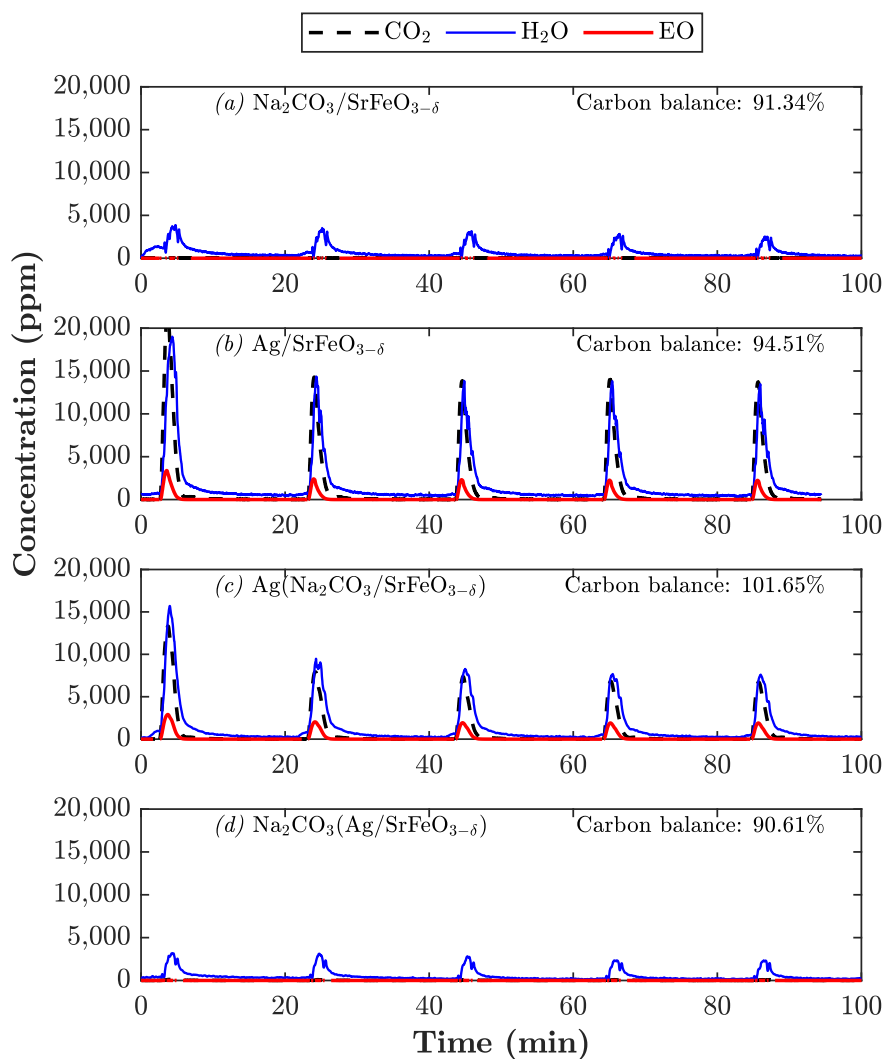 CO₂ H₂O EO
(a) Na₂CO₃/SrFeO₃₋δ Carbon balance: 91.34%
20,000
15,000
10,000
5,000
0
0 20 40 60 80 100
(b) Ag/SrFeO₃₋δ Carbon balance: 94.51%
20,000
15,000
10,000
5,000
0
0 20 40 60 80 100
(c) Ag(Na₂CO₃/SrFeO₃₋δ) Carbon balance: 101.65%
20,000
15,000
10,000
5,000
0
0 20 40 60 80 100
(d) Na₂CO₃(Ag/SrFeO₃₋δ) Carbon balance: 90.61%
20,000
15,000
10,000
5,000
0
0 20 40 60 80 100
Concentration (ppm)
Time (min)